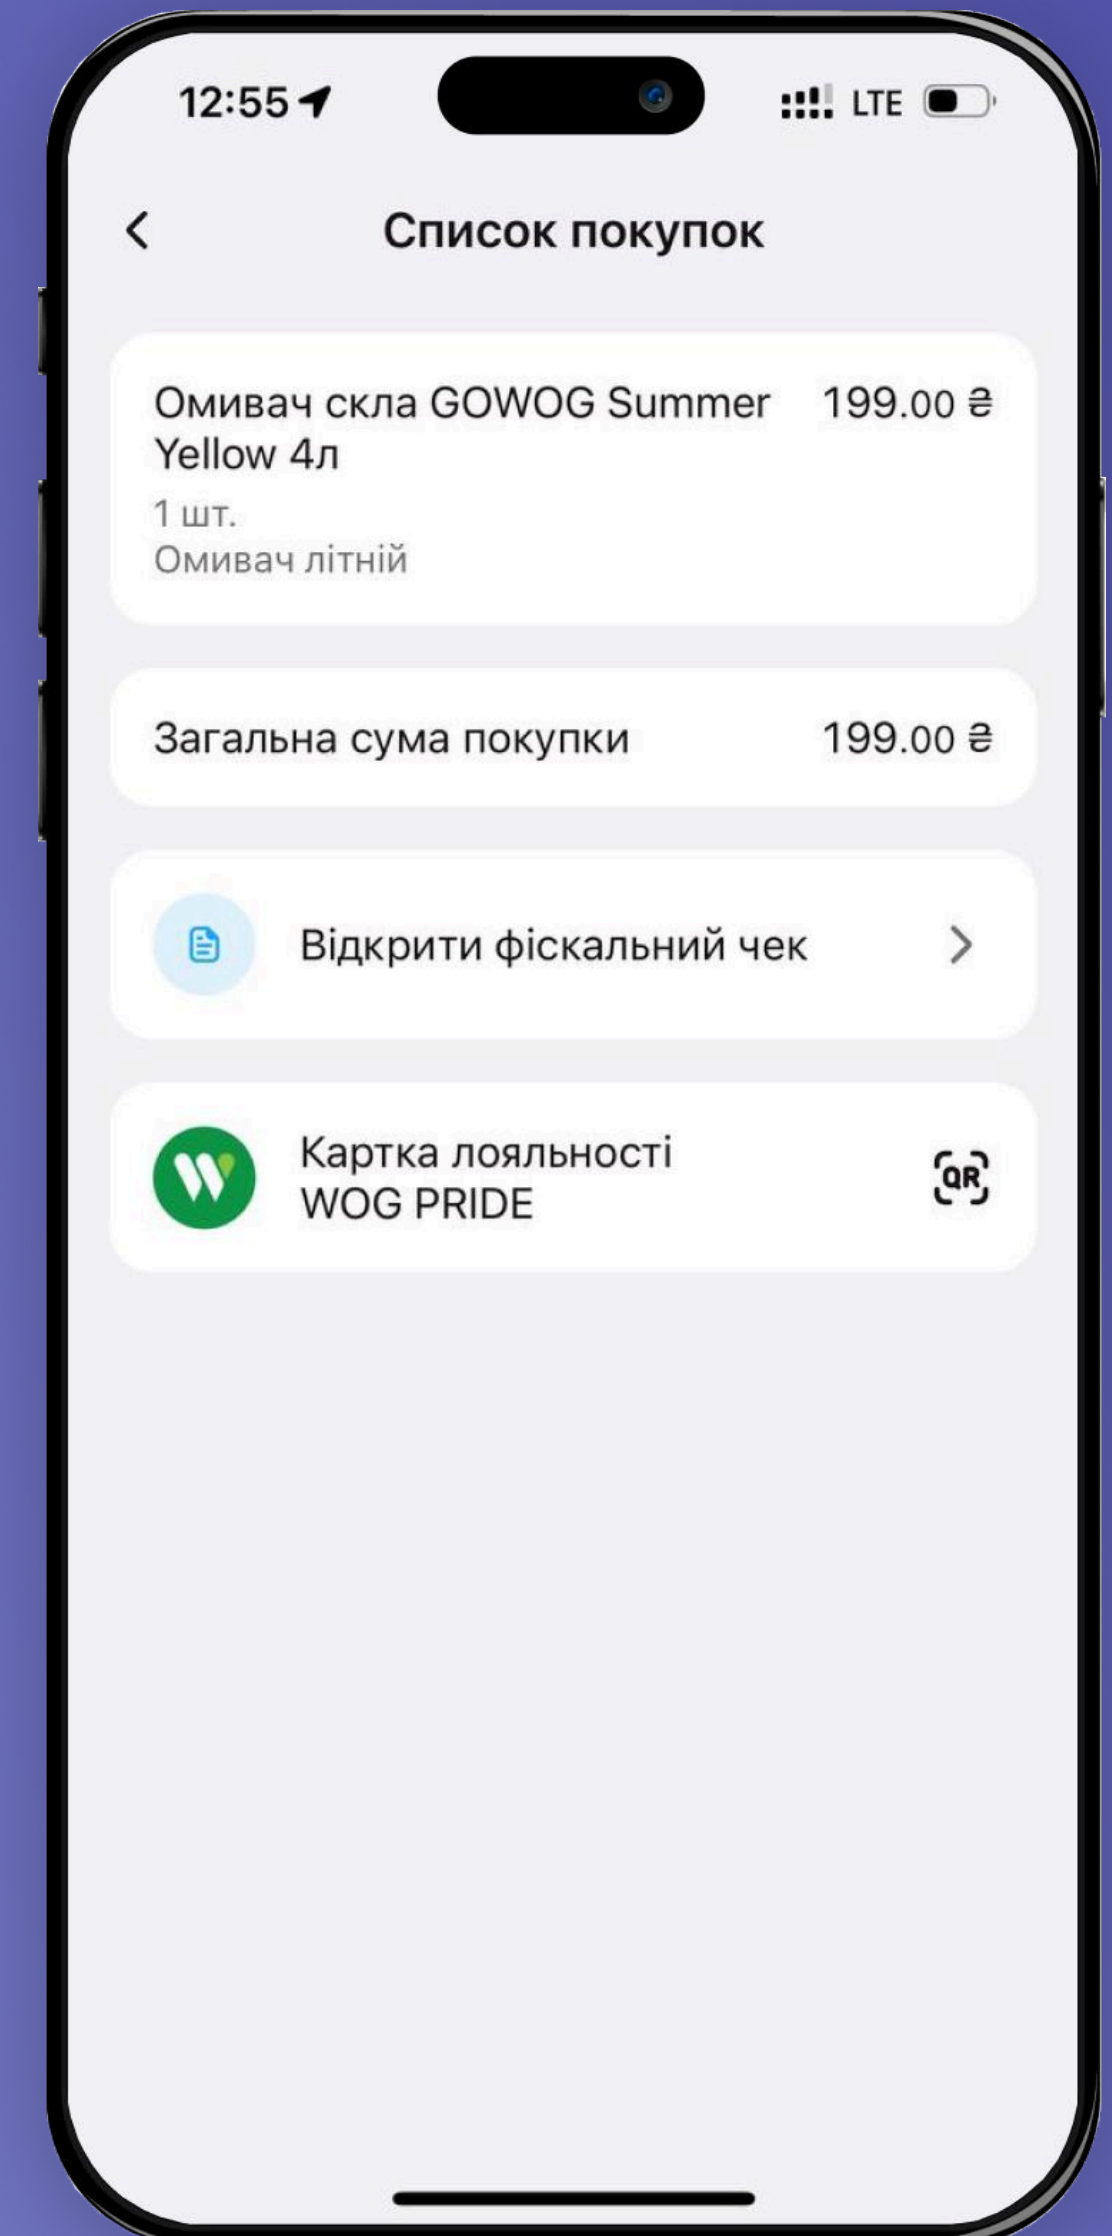 12:55 LTE
Список покупок
Омивач скла GOWOG Summer 199.00 ₴
Yellow 4л
1 шт.
Омивач літній
Загальна сума покупки 199.00 ₴
Відкрити фіскальний чек
Картка лояльності
WOG PRIDE
QR